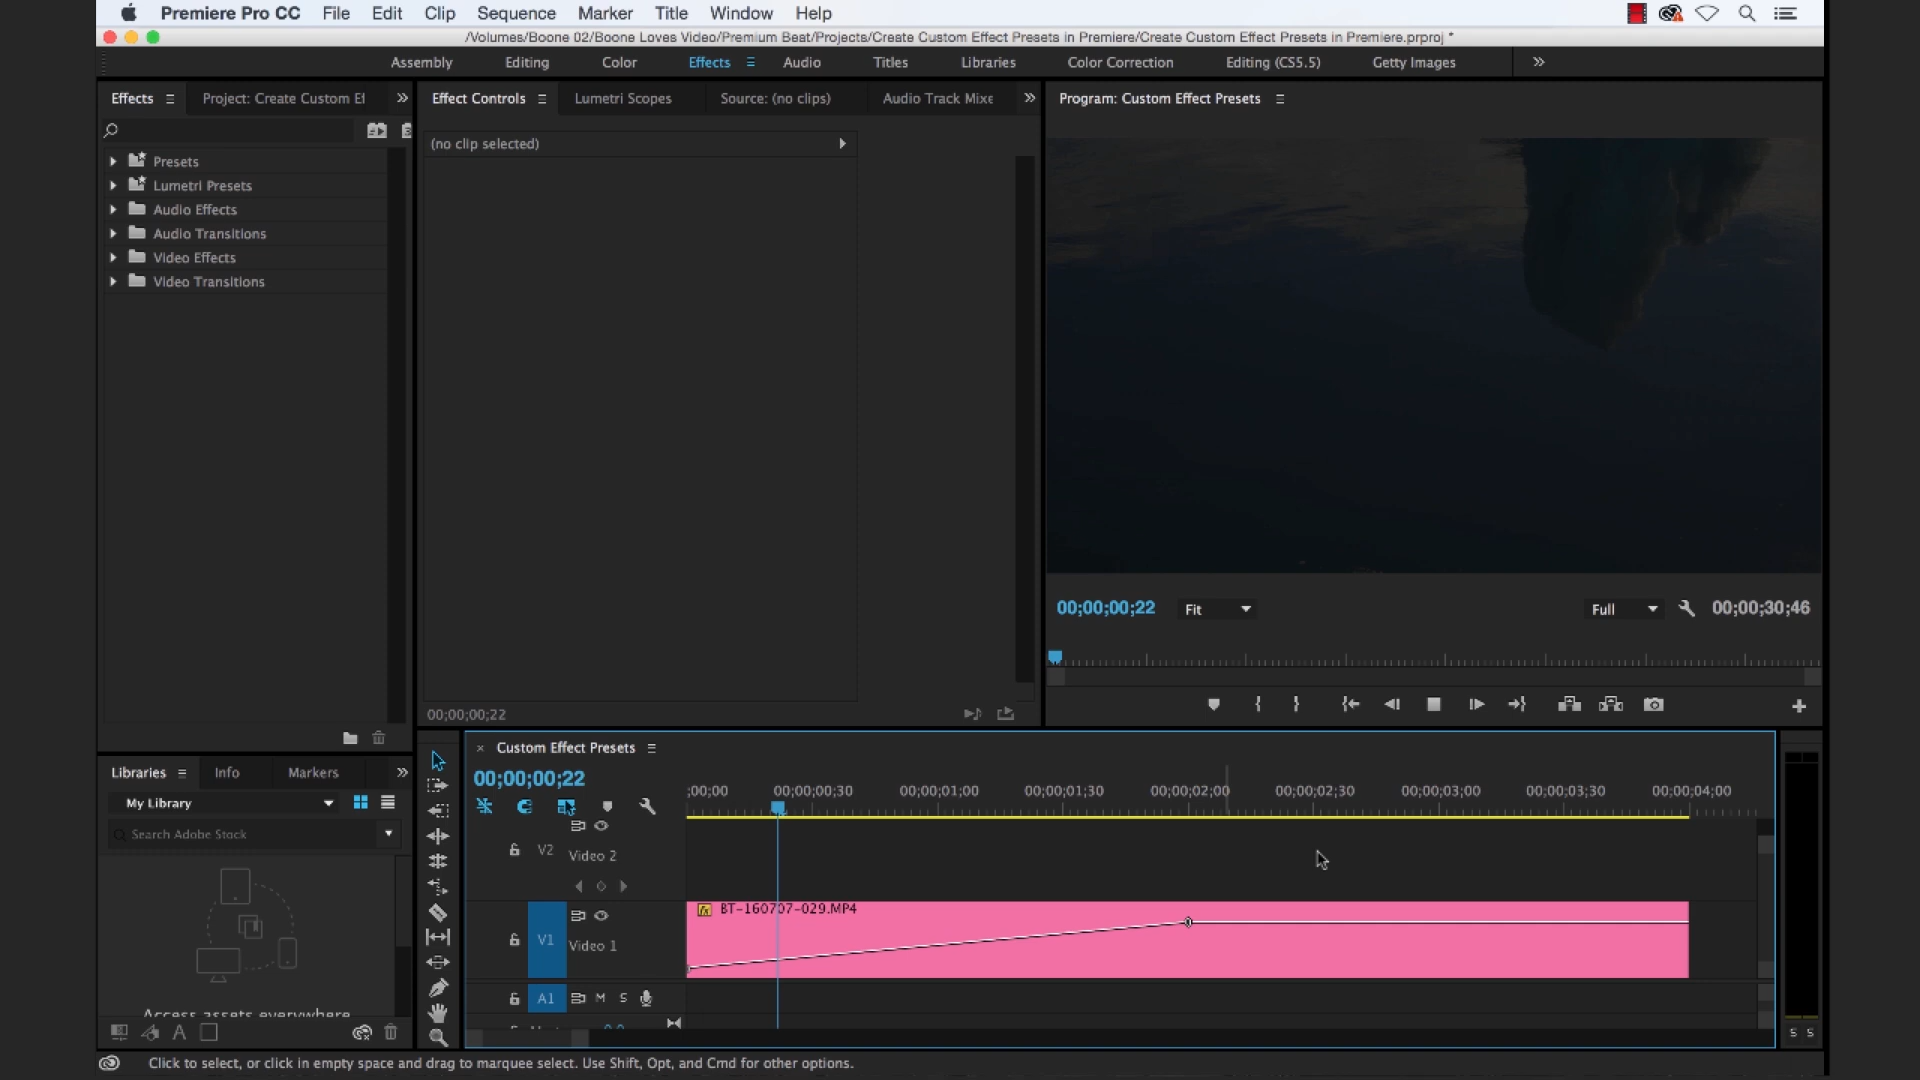 Premiere Pro CC File Edit Clip Sequence Marker Title Window Help
/Volumes/Boone 02/Boone Loves Video/Premium Beat/Projects/Create Custom Effect Presets in Premiere/Create Custom Effect Presets in Premiere.prproj *
Assembly Editing Color Effects Audio Titles Libraries Color Correction Editing (CS5.5) Getty Images
Effects Project: Create Custom Ef Effect Controls Lumetri Scopes Source: (no clips) Audio Track Mixe Program: Custom Effect Presets
(no clip selected)
Presets
Lumetri Presets
Audio Effects
Audio Transitions
Video Effects
Video Transitions
00;00;00;22 Fit Full 00;00;30;46
00;00;00;22
Custom Effect Presets
Libraries Info Markers
00;00;00;22
;00;00 00;00;00;30 00;00;01;00 00;00;01;30 00;00;02;00 00;00;02;30 00;00;03;00 00;00;03;30 00;00;04;00
My Library
Search Adobe Stock
V2 Video 2
fx BT-160707-029.MP4
V1 Video 1
A1 M S
Access assets everywhere
S S
Click to select, or click in empty space and drag to marquee select. Use Shift, Opt, and Cmd for other options.